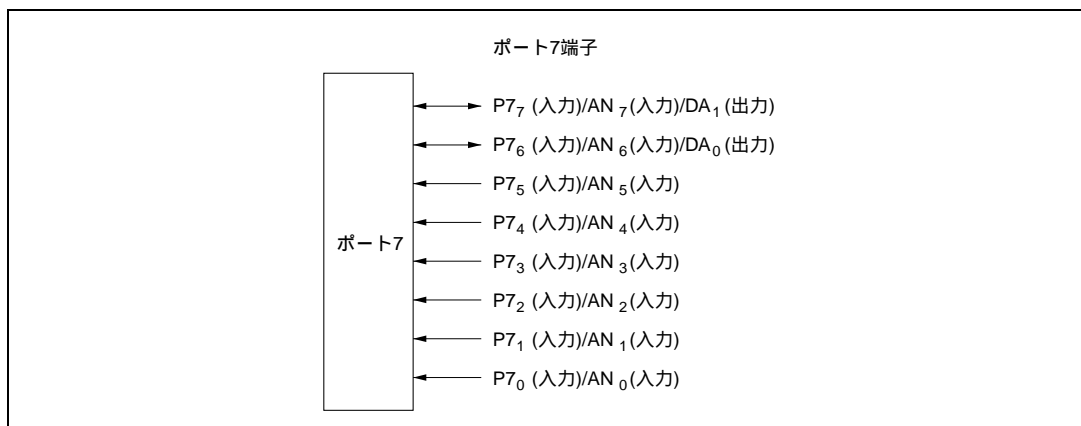 ポート7端子
P7₇ (入力)/AN ₇(入力)/DA₁(出力)
P7₆ (入力)/AN ₆(入力)/DA₀(出力)
P7₅ (入力)/AN ₅(入力)
P7₄ (入力)/AN ₄(入力)
ポート7
P7₃ (入力)/AN ₃(入力)
P7₂ (入力)/AN ₂(入力)
P7₁ (入力)/AN ₁(入力)
P7₀ (入力)/AN ₀(入力)